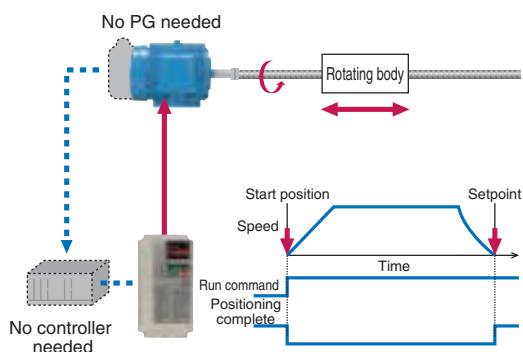 No PG needed
Rotating body
Start position
Setpoint
Speed
Time
Run command
Positioning
complete
No controller
needed